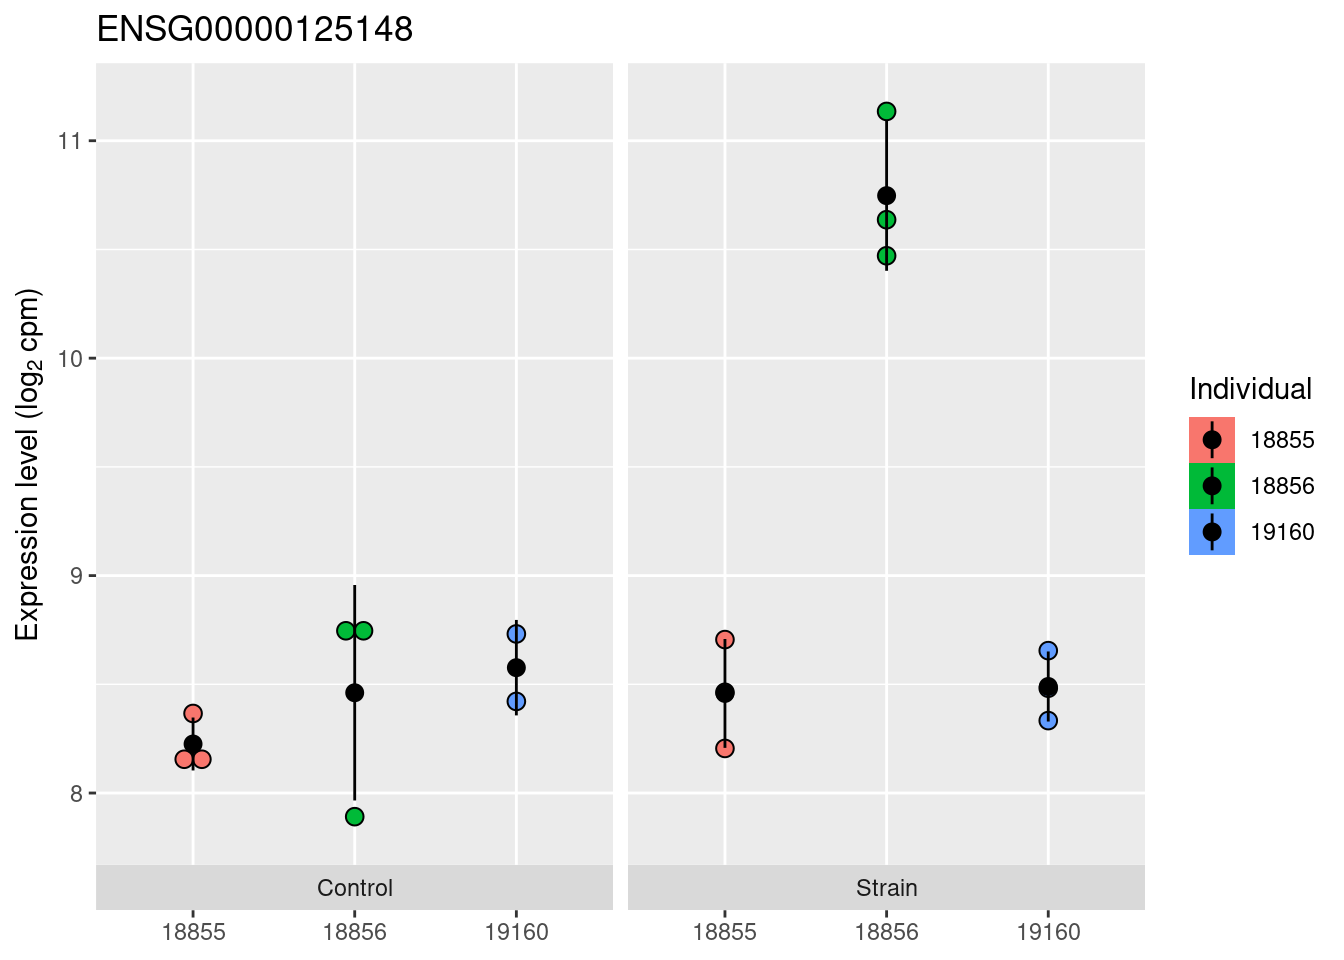 ENSG00000125148
Expression level (log₂ cpm)
11
10
9
8
Control
Strain
18855
18856
19160
18855
18856
19160
Individual
18855
18856
19160